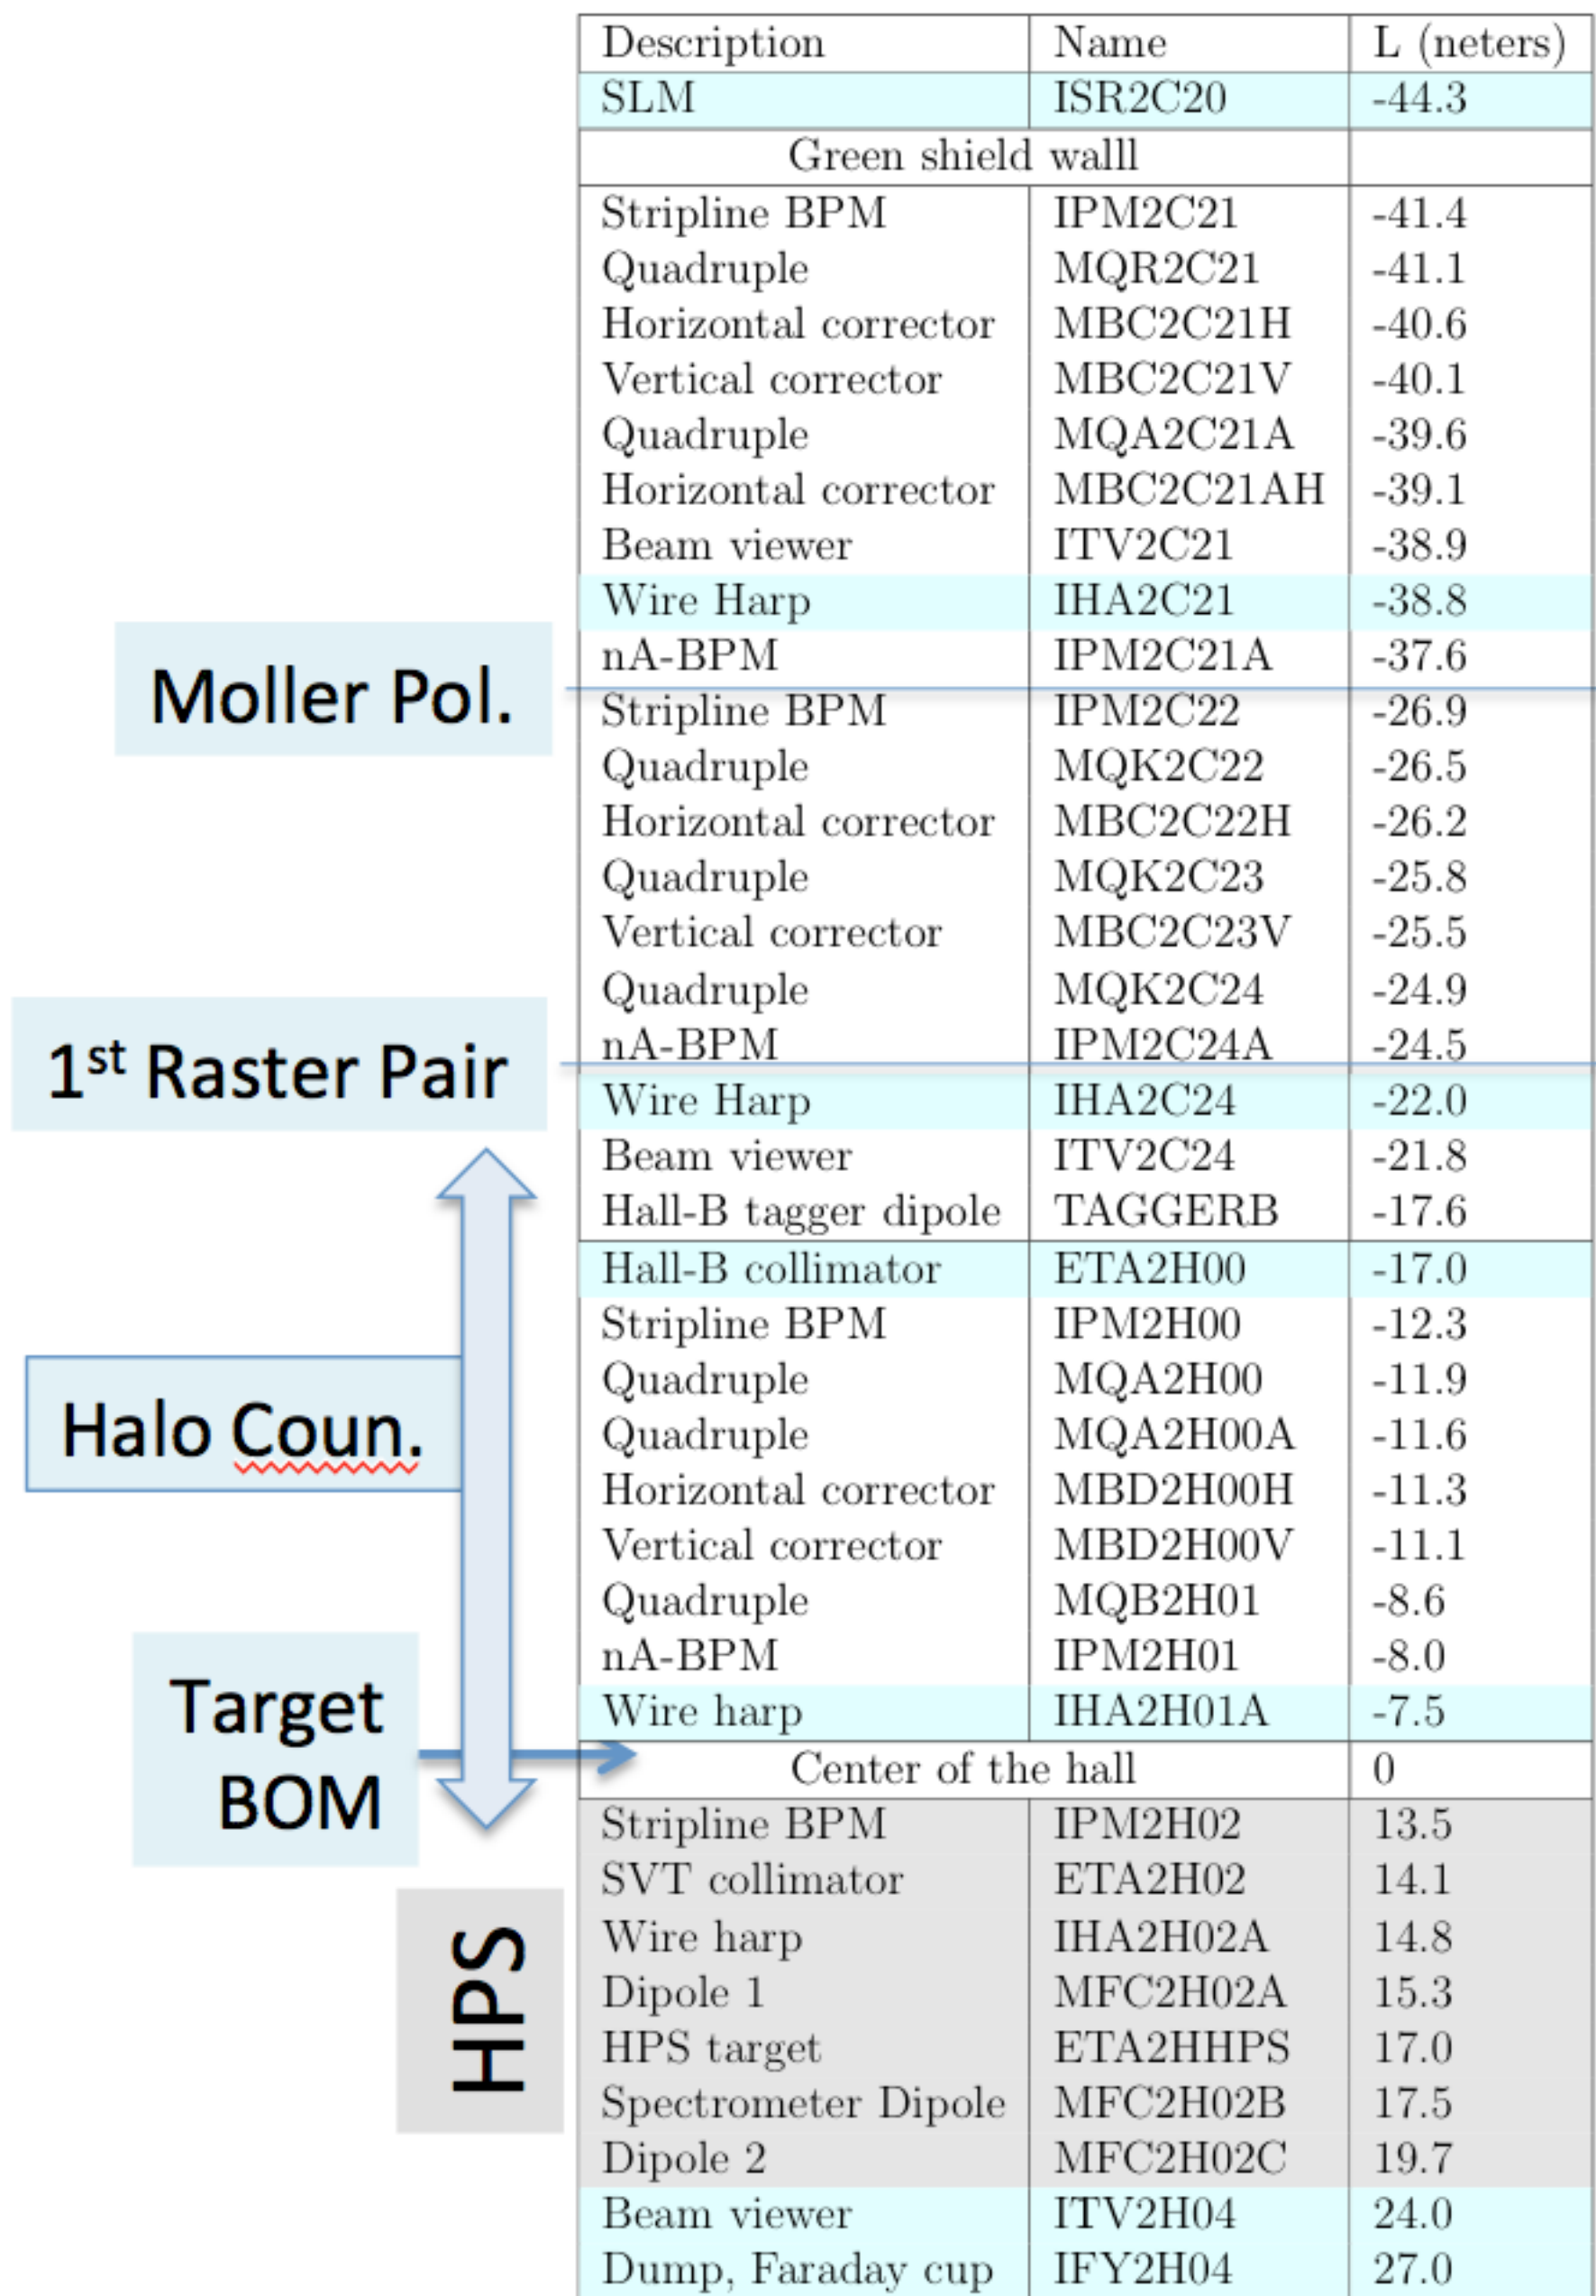 Description Name L (neters)
SLM ISR2C20 -44.3
Green shield walll
Stripline BPM IPM2C21 -41.4
Quadruple MQR2C21 -41.1
Horizontal corrector MBC2C21H -40.6
Vertical corrector MBC2C21V -40.1
Quadruple MQA2C21A -39.6
Horizontal corrector MBC2C21AH -39.1
Beam viewer ITV2C21 -38.9
Wire Harp IHA2C21 -38.8
nA-BPM IPM2C21A -37.6
Moller Pol.
Stripline BPM IPM2C22 -26.9
Quadruple MQK2C22 -26.5
Horizontal corrector MBC2C22H -26.2
Quadruple MQK2C23 -25.8
Vertical corrector MBC2C23V -25.5
Quadruple MQK2C24 -24.9
nA-BPM IPM2C24A -24.5
1st Raster Pair
Wire Harp IHA2C24 -22.0
Beam viewer ITV2C24 -21.8
Hall-B tagger dipole TAGGERB -17.6
Hall-B collimator ETA2H00 -17.0
Stripline BPM IPM2H00 -12.3
Quadruple MQA2H00 -11.9
Halo Coun.
Quadruple MQA2H00A -11.6
Horizontal corrector MBD2H00H -11.3
Vertical corrector MBD2H00V -11.1
Quadruple MQB2H01 -8.6
nA-BPM IPM2H01 -8.0
Wire harp IHA2H01A -7.5
Target
BOM
Center of the hall 0
Stripline BPM IPM2H02 13.5
SVT collimator ETA2H02 14.1
Wire harp IHA2H02A 14.8
Dipole 1 MFC2H02A 15.3
HPS
HPS target ETA2HHPS 17.0
Spectrometer Dipole MFC2H02B 17.5
Dipole 2 MFC2H02C 19.7
Beam viewer ITV2H04 24.0
Dump, Faraday cup IFY2H04 27.0